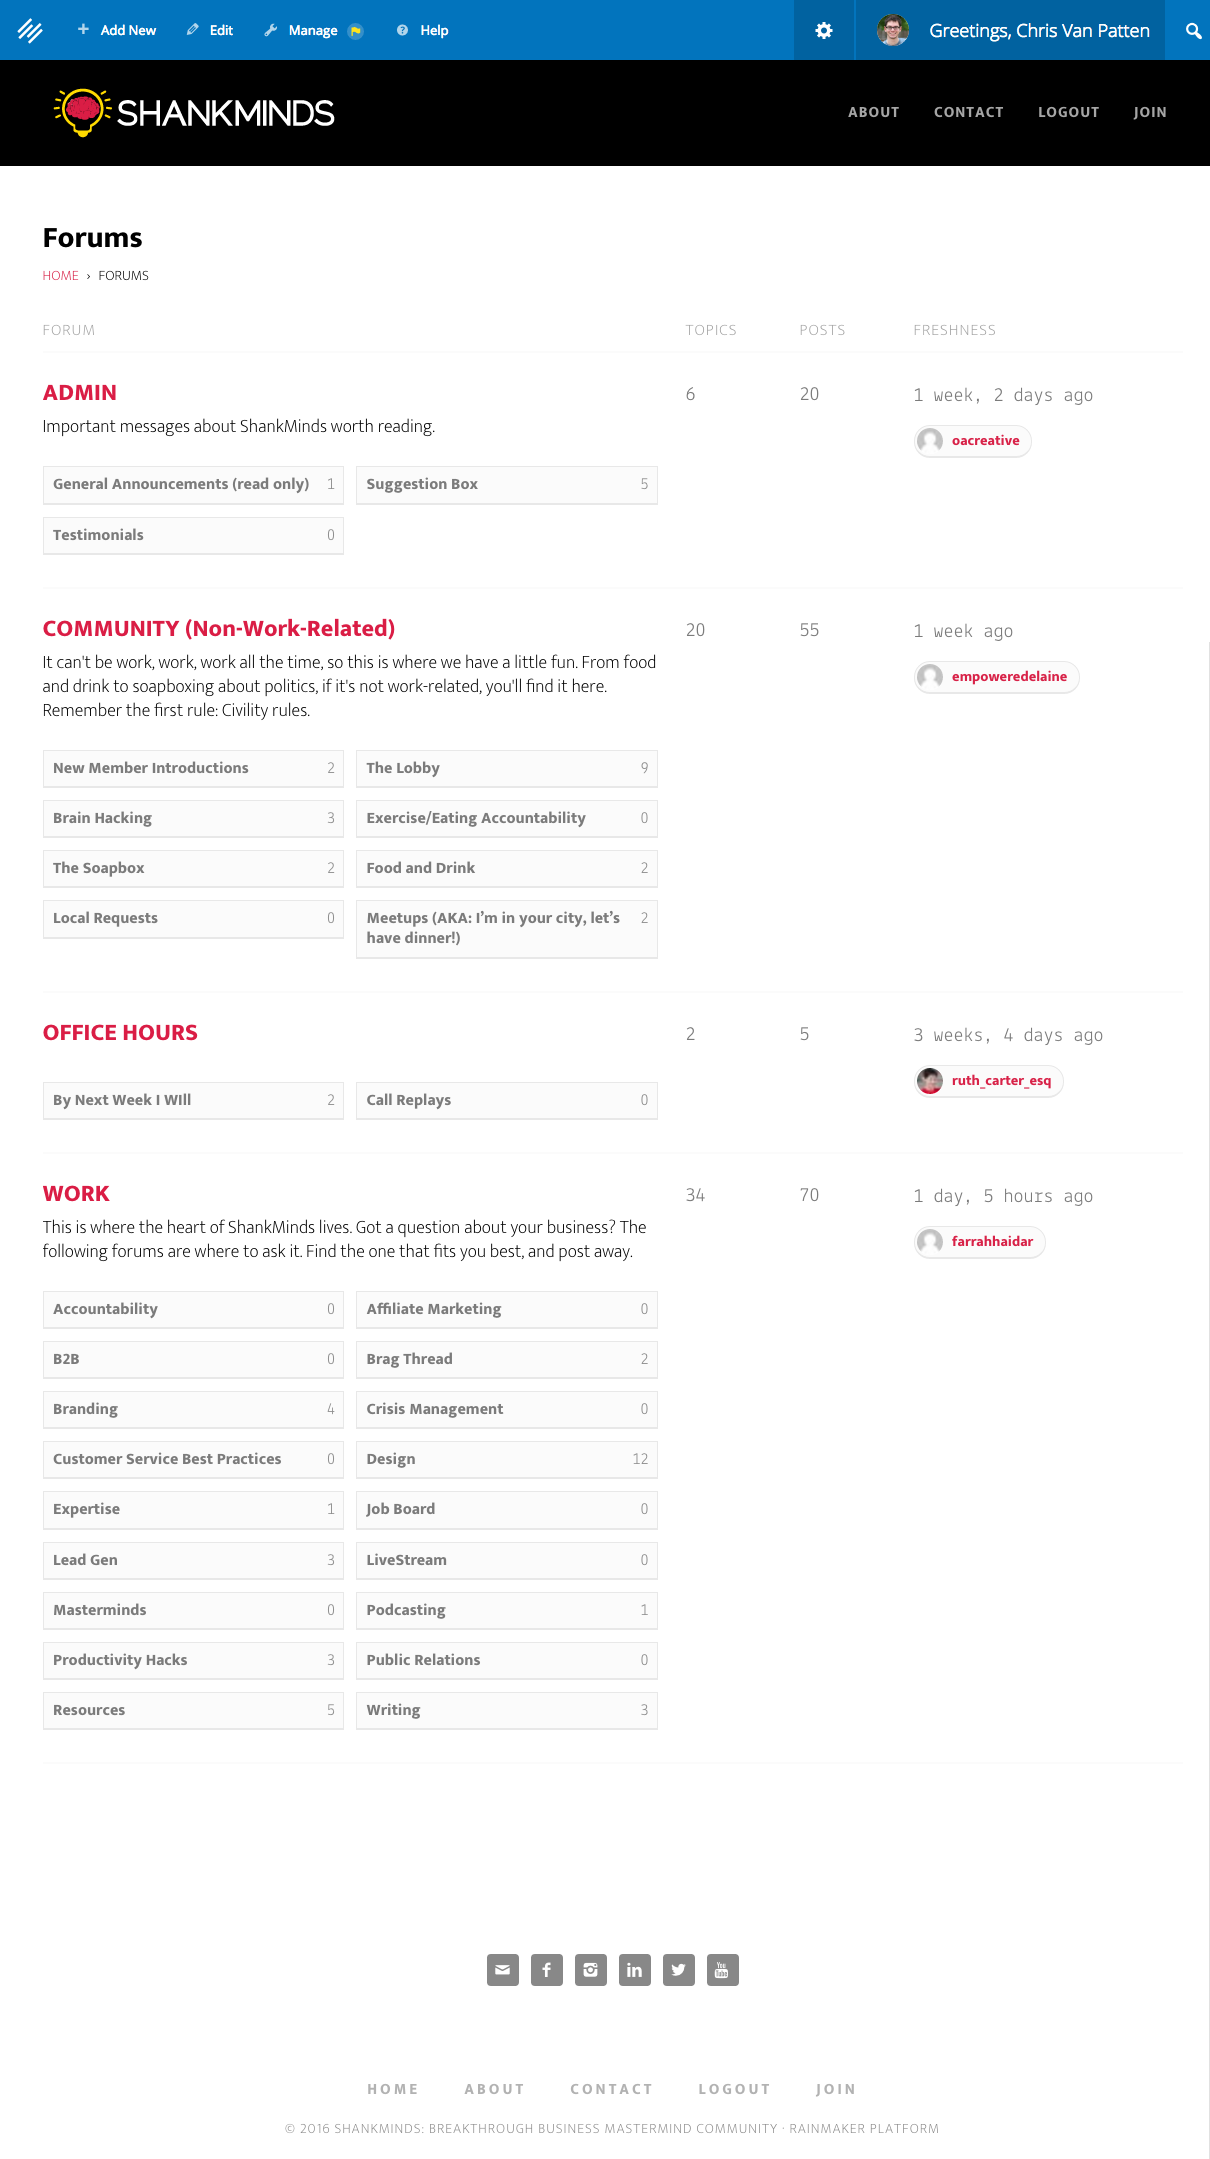 Add New Edit Manage Help Greetings, Chris Van Patten
SHANKMINDS ABOUT CONTACT LOGOUT JOIN
Forums
HOME › FORUMS
FORUM TOPICS POSTS FRESHNESS
ADMIN 6 20 1 week, 2 days ago
Important messages about ShankMinds worth reading.
oacreative
General Announcements (read only) 1 Suggestion Box 5
Testimonials 0
COMMUNITY (Non-Work-Related) 20 55 1 week ago
It can't be work, work, work all the time, so this is where we have a little fun. From food
empoweredelaine
and drink to soapboxing about politics, if it's not work-related, you'll find it here.
Remember the first rule: Civility rules.
New Member Introductions 2 The Lobby 9
Brain Hacking 3 Exercise/Eating Accountability 0
The Soapbox 2 Food and Drink 2
Local Requests 0 Meetups (AKA: I’m in your city, let’s 2
have dinner!)
OFFICE HOURS 2 5 3 weeks, 4 days ago
ruth_carter_esq
By Next Week I WIll 2 Call Replays 0
WORK 34 70 1 day, 5 hours ago
This is where the heart of ShankMinds lives. Got a question about your business? The
farrahhaidar
following forums are where to ask it. Find the one that fits you best, and post away.
Accountability 0 Affiliate Marketing 0
B2B 0 Brag Thread 2
Branding 4 Crisis Management 0
Customer Service Best Practices 0 Design 12
Expertise 1 Job Board 0
Lead Gen 3 LiveStream 0
Masterminds 0 Podcasting 1
Productivity Hacks 3 Public Relations 0
Resources 5 Writing 3
You Tube
HOME ABOUT CONTACT LOGOUT JOIN
© 2016 SHANKMINDS: BREAKTHROUGH BUSINESS MASTERMIND COMMUNITY · RAINMAKER PLATFORM